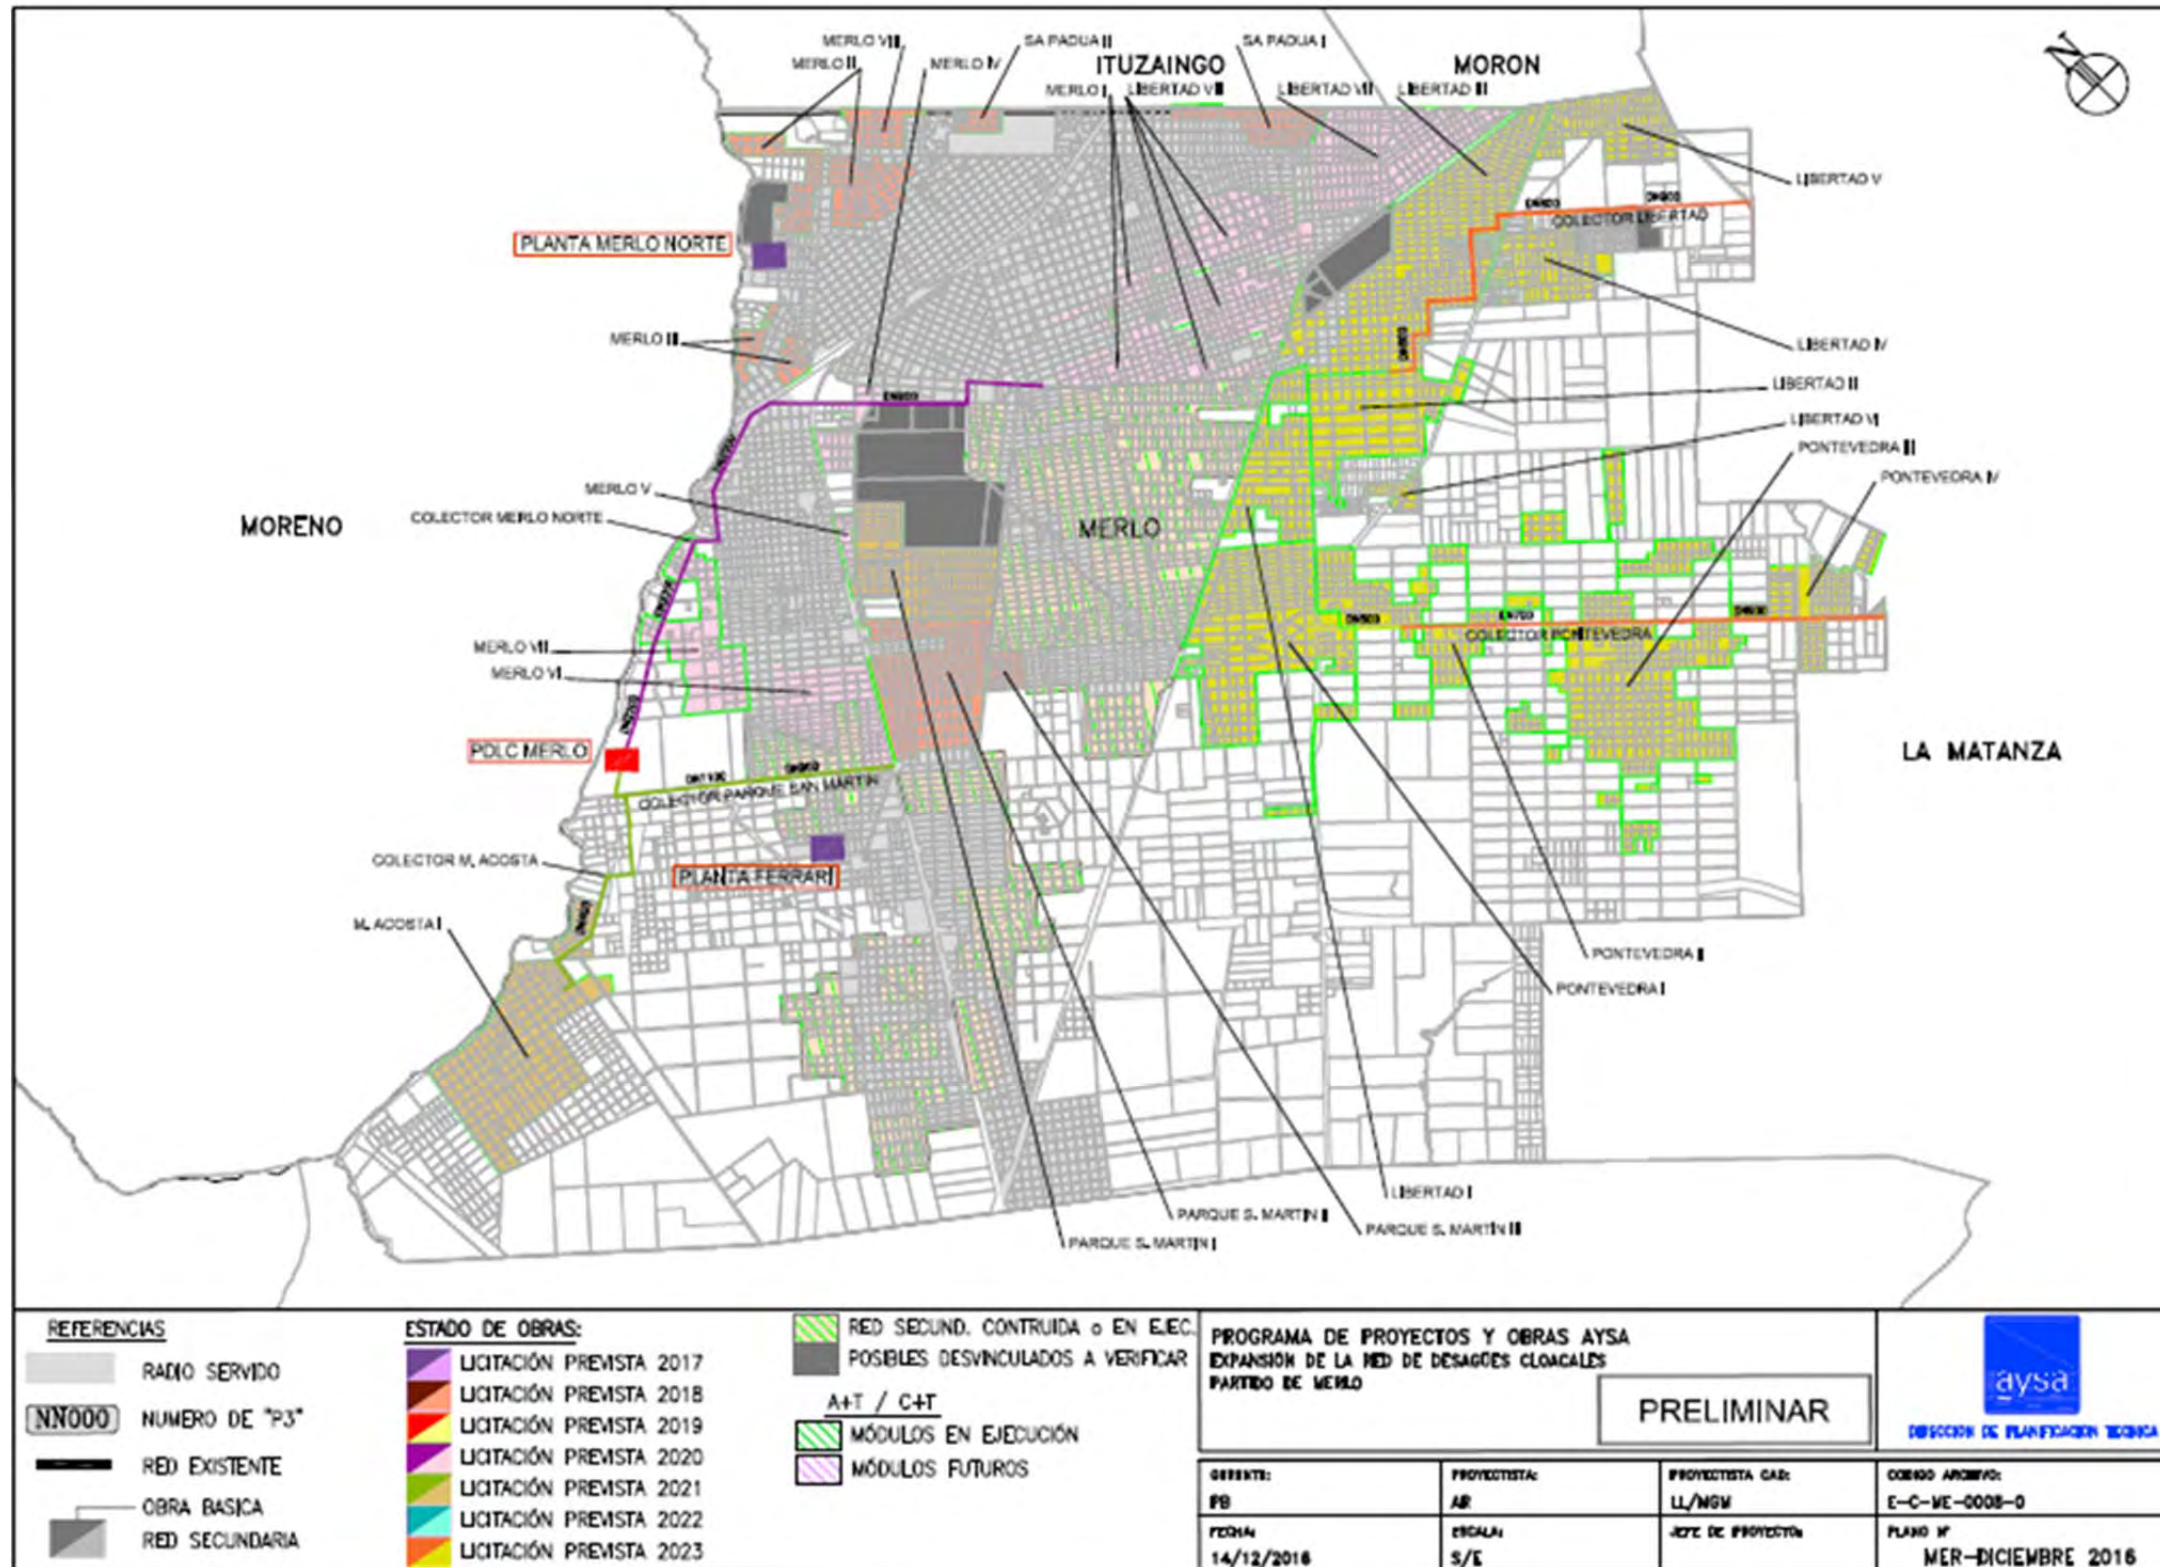 MERLO VIII
SA PADUA II
SA PADUA I
MERLO II
MERLO IV
ITUZAINGO
MORON
MERLO I
LIBERTAD VIII
LIBERTAD VII
LIBERTAD III
LIBERTAD V
COLECTOR LIBERTAD
PLANTA MERLO NORTE
MERLO III
LIBERTAD IV
LIBERTAD II
LIBERTAD VI
PONTEVEDRA III
PONTEVEDRA IV
MERLO V
COLECTOR MERLO NORTE
MORENO
MERLO
COLECTOR PONTEVEDRA
MERLO VII
MERLO VI
PDLC MERLO
LA MATANZA
DN1100
COLECTOR PARQUE SAN MARTIN
COLECTOR M. ACOSTA
PLANTA FERRARI
M. ACOSTA I
PONTEVEDRA II
PONTEVEDRA I
LIBERTAD I
PARQUE S. MARTIN II
PARQUE S. MARTIN III
PARQUE S. MARTIN I
REFERENCIAS
RADIO SERVIDO
NN000 NUMERO DE "P3"
RED EXISTENTE
OBRA BASICA
RED SECUNDARIA
ESTADO DE OBRAS:
LICITACIÓN PREVISTA 2017
LICITACIÓN PREVISTA 2018
LICITACIÓN PREVISTA 2019
LICITACIÓN PREVISTA 2020
LICITACIÓN PREVISTA 2021
LICITACIÓN PREVISTA 2022
LICITACIÓN PREVISTA 2023
RED SECUND. CONTRUIDA o EN EJEC.
POSIBLES DESVINCULADOS A VERIFICAR
A+T / C+T
MÓDULOS EN EJECUCIÓN
MÓDULOS FUTUROS
PROGRAMA DE PROYECTOS Y OBRAS AYSA
EXPANSIÓN DE LA RED DE DESAGÜES CLOACALES
PARTIDO DE MERLO
PRELIMINAR
aysa
DIRECCION DE PLANIFICACION TECNICA
GERENTE:
PB
PROYECTISTA:
AR
PROYECTISTA CAD:
LL/MGM
CODIGO ARCHIVO:
E-C-ME-0008-0
FECHA:
14/12/2016
ESCALA:
S/E
JEFE DE PROYECTO:
PLANO Nº
MER-DICIEMBRE 2016